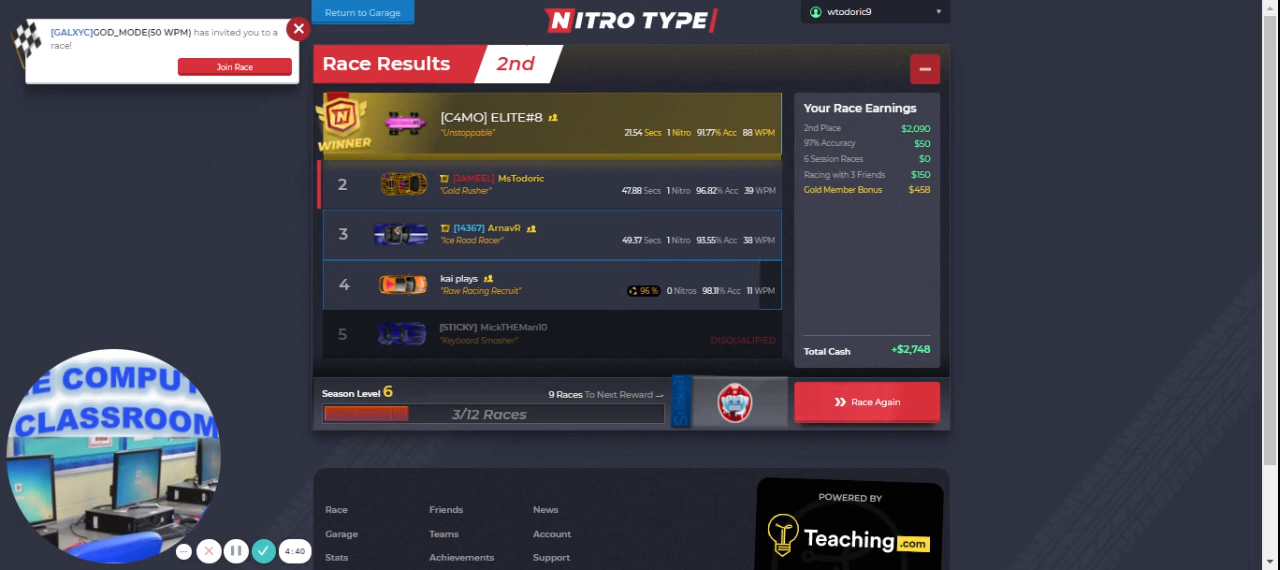 Return to Garage
NITRO TYPE
wtodoric9
[GALXYC]GOD_MODE(50 WPM) has invited you to a
race!
Join Race
Race Results
2nd
WINNER
[C4MO] ELITE#8
"Unstoppable"
21.54 Secs 1 Nitro 91.77% Acc 88 WPM
2
[JAMEEL] MsTodoric
"Gold Rusher"
47.88 Secs 1 Nitro 96.82% Acc 39 WPM
3
[14367] ArnavR
"Ice Road Racer"
49.37 Secs 1 Nitro 93.55% Acc 38 WPM
4
kai plays
"Raw Racing Recruit"
96 % 0 Nitros 98.11% Acc 11 WPM
5
[STICKY] MickTHEMan10
"Keyboard Smasher"
DISQUALIFIED
Your Race Earnings
2nd Place $2,090
97% Accuracy $50
6 Session Races $0
Racing with 3 Friends $150
Gold Member Bonus $458
Total Cash +$2,748
Season Level 6
9 Races To Next Reward
3/12 Races
Sticker
Race Again
E COMPUT
CLASSROOM
4:40
Race
Friends
News
Garage
Teams
Account
Stats
Achievements
Support
POWERED BY
Teaching.com